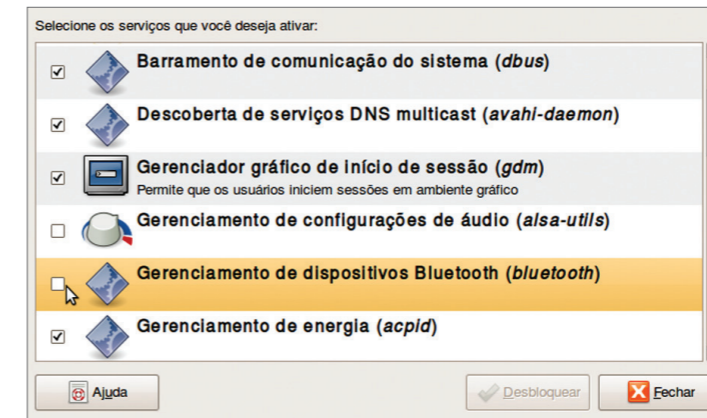 Selecione os serviços que você deseja ativar:
Barramento de comunicação do sistema (dbus)
Descoberta de serviços DNS multicast (avahi-daemon)
Gerenciador gráfico de início de sessão (gdm)
Permite que os usuários iniciem sessões em ambiente gráfico
Gerenciamento de configurações de áudio (alsa-utils)
Gerenciamento de dispositivos Bluetooth (bluetooth)
Gerenciamento de energia (acpid)
Ajuda Desbloquear Fechar